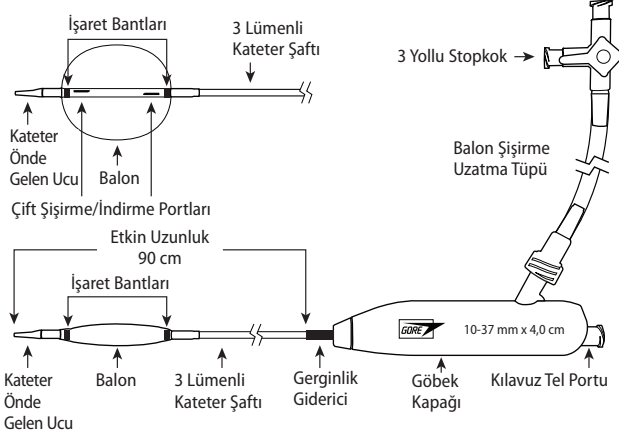 İşaret Bantları
3 Lümenli
Kateter Şaftı
3 Yollu Stopkok
Kateter
Önde
Gelen Ucu
Balon
Balon Şişirme
Uzatma Tüpü
Çift Şişirme/İndirme Portları
Etkin Uzunluk
90 cm
İşaret Bantları
GORE
10-37 mm x 4,0 cm
Kateter
Önde
Gelen Ucu
Balon
3 Lümenli
Kateter Şaftı
Gerginlik
Giderici
Göbek
Kapağı
Kılavuz Tel Portu